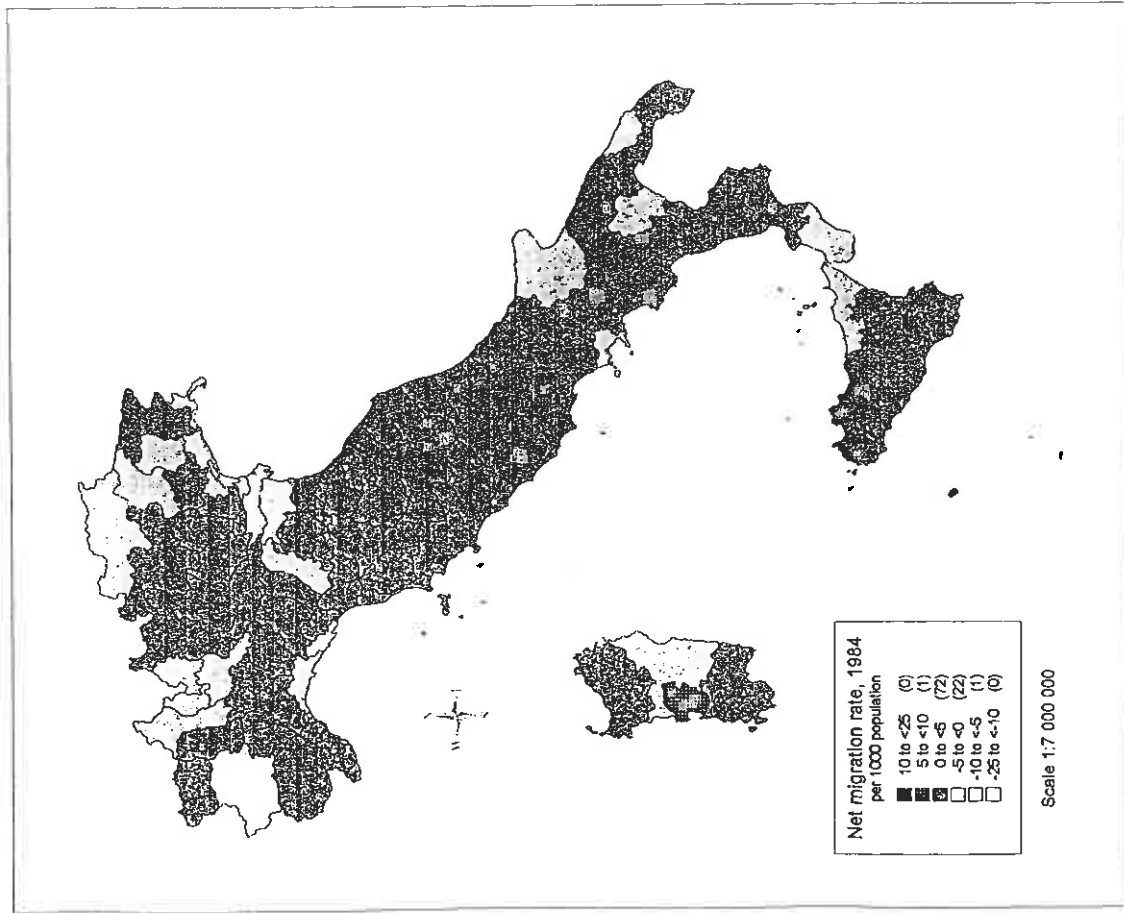 Net migration rate, 1984
per 1000 population
10 to <25 (0)
5 to <10 (1)
0 to <5 (72)
-5 to <0 (22)
-10 to <-5 (1)
-25 to <-10 (0)
Scale 1:7 000 000